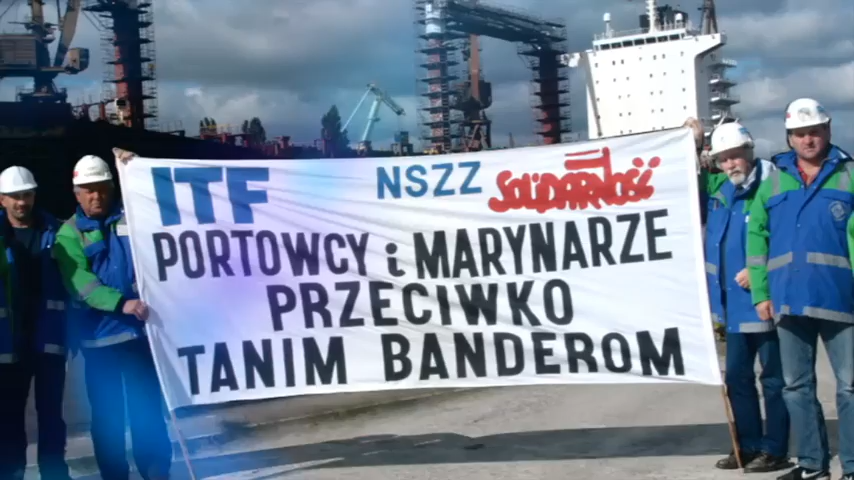 ITF NSZZ SOLIDARNOŚĆ
PORTOWCY i MARYNARZE
PRZECIWKO
TANIM BANDEROM